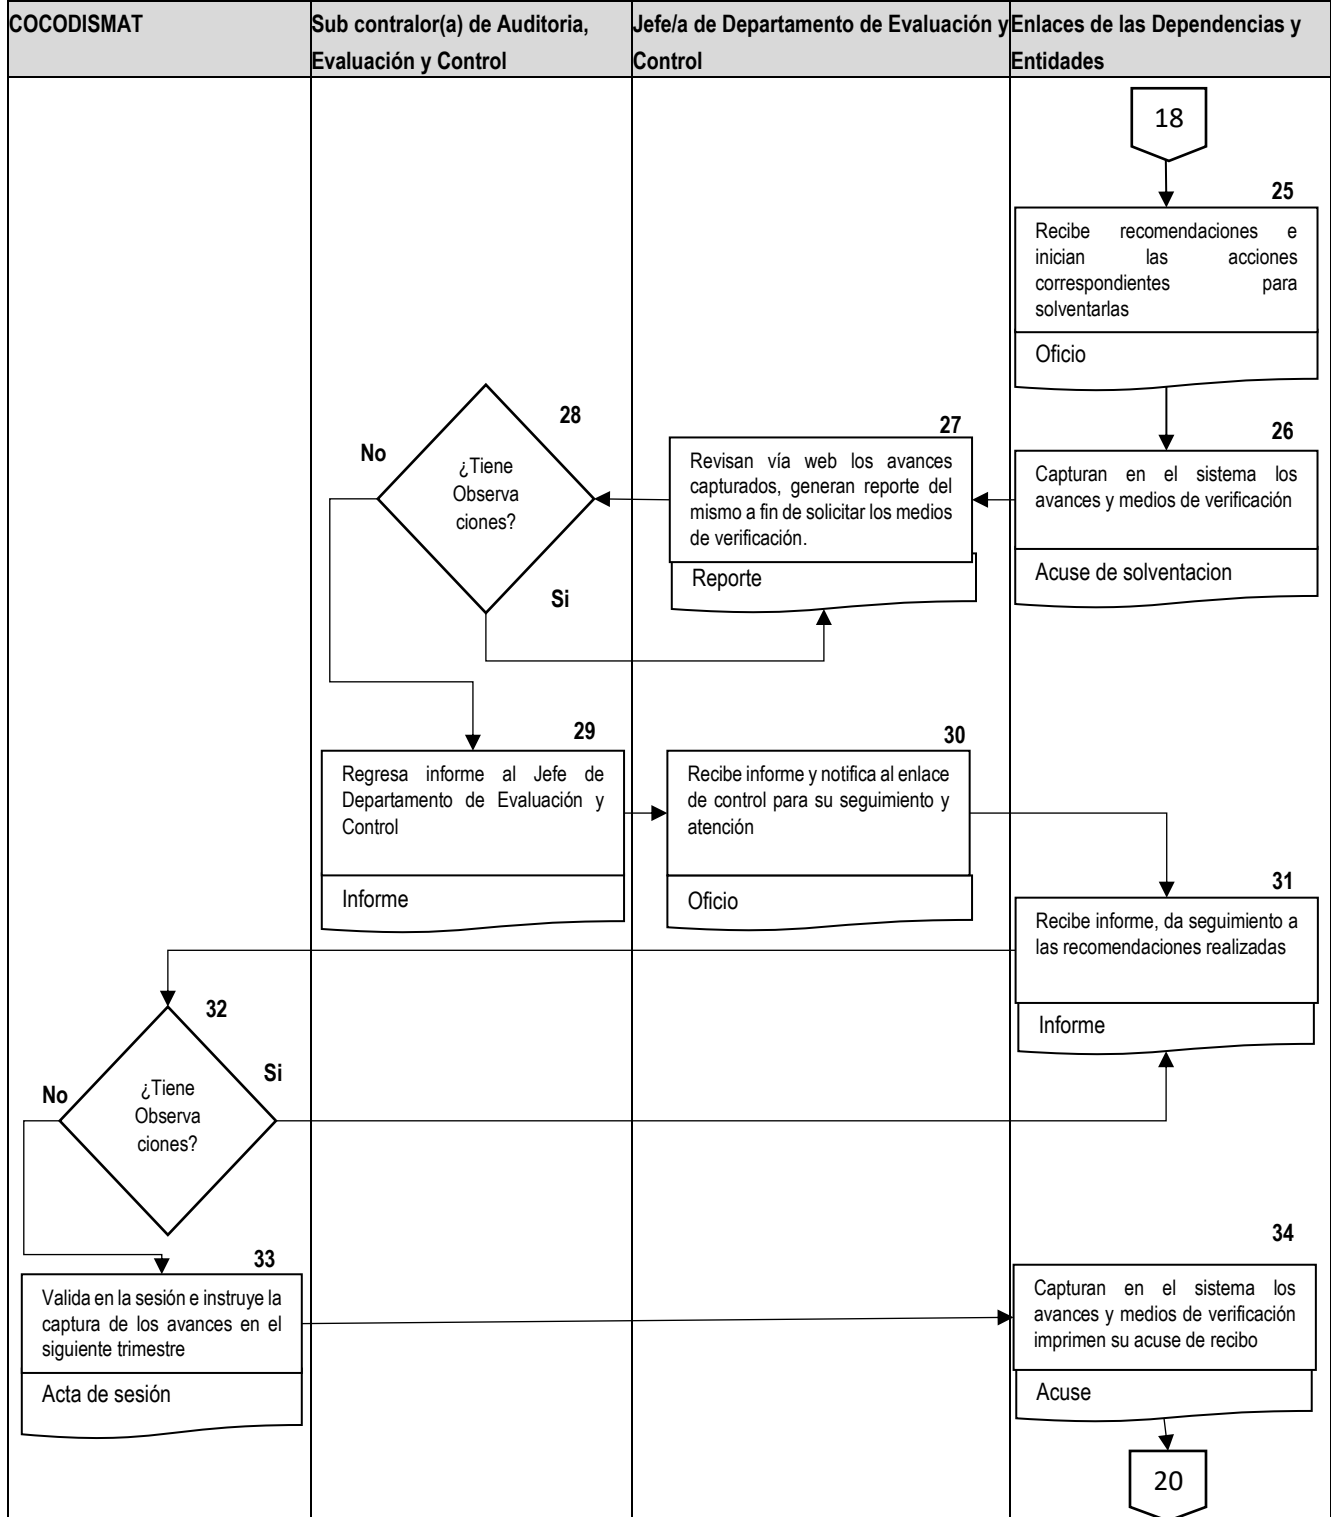 COCODISMAT
Sub contralor(a) de Auditoria,
Evaluación y Control
Jefe/a de Departamento de Evaluación y
Control
Enlaces de las Dependencias y
Entidades
18
25
Recibe recomendaciones e
inician las acciones
correspondientes para
solventarlas
Oficio
26
Capturan en el sistema los
avances y medios de verificación
Acuse de solventacion
27
Revisan vía web los avances
capturados, generan reporte del
mismo a fin de solicitar los medios
de verificación.
Reporte
28
No
¿Tiene
Observa
ciones?
Si
29
Regresa informe al Jefe de
Departamento de Evaluación y
Control
Informe
30
Recibe informe y notifica al enlace
de control para su seguimiento y
atención
Oficio
31
Recibe informe, da seguimiento a
las recomendaciones realizadas
Informe
32
No
¿Tiene
Observa
ciones?
Si
33
Valida en la sesión e instruye la
captura de los avances en el
siguiente trimestre
Acta de sesión
34
Capturan en el sistema los
avances y medios de verificación
imprimen su acuse de recibo
Acuse
20